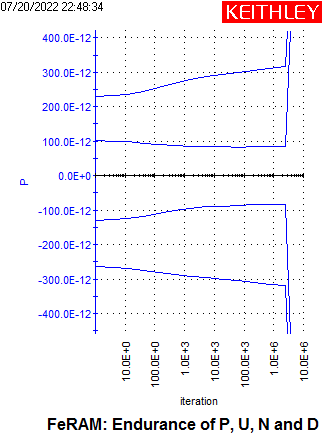 07/20/2022 22:48:34
KEITHLEY
400.0E-12
300.0E-12
200.0E-12
100.0E-12
0.0E+0
-100.0E-12
-200.0E-12
-300.0E-12
-400.0E-12
P
10.0E+0 100.0E+0 1.0E+3 10.0E+3 100.0E+3 1.0E+6 10.0E+6
iteration
FeRAM: Endurance of P, U, N and D